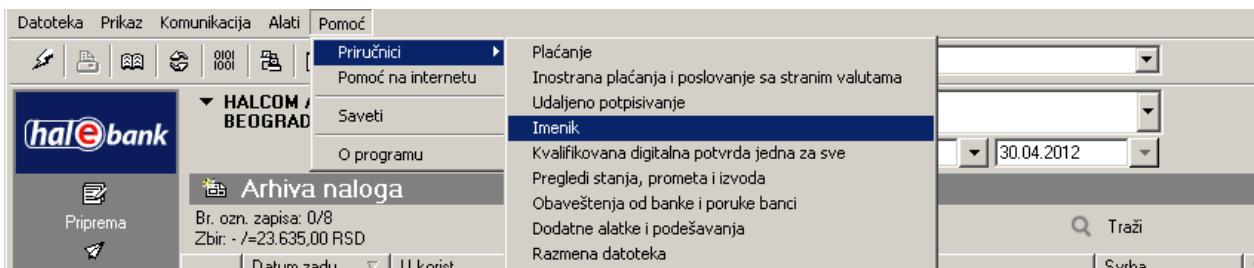 Datoteka Prikaz Komunikacija Alati Pomoć
Priručnici
Pomoć na internetu
Saveti
O programu
Plaćanje
Inostrana plaćanja i poslovanje sa stranim valutama
Udaljeno potpisivanje
Imenik
Kvalifikovana digitalna potvrda jedna za sve
Pregledi stanja, prometa i izvoda
Obaveštenja od banke i poruke banci
Dodatne alatke i podešavanja
Razmena datoteka
halebank
HALCOM
BEOGRAD
30.04.2012
Arhiva naloga
Priprema
Br. ozn. zapisa: 0/8
Zbir: - /=23.635,00 RSD
Traži
Datum zadu
U korist
Svrha